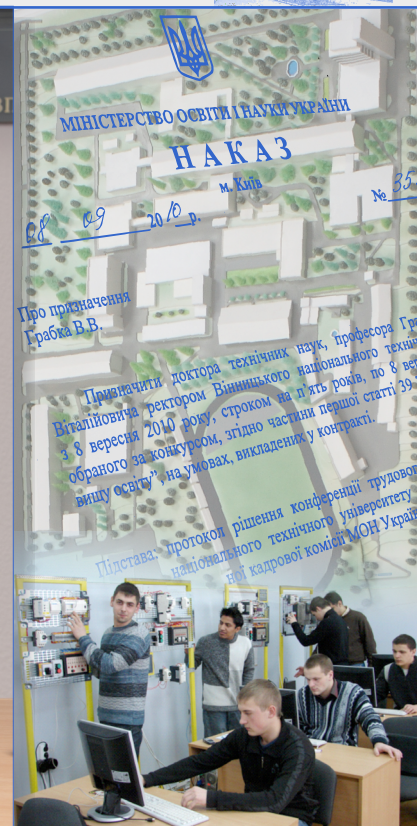 МІНІСТЕРСТВО ОСВІТИ І НАУКИ УКРАЇНИ
НАКАЗ
м. Київ
08 09 2010 р.
№ 35
Про призначення
Грабка В.В.
Призначити доктора технічних наук, професора
Віталійовича ректором Вінницького національного
з 8 вересня 2010 року, строком на п'ять років, по 8
обраного за конкурсом, згідно частини першої статті 39
вищу освіту", на умовах, викладених у контракті.
Підстава: протокол рішення конференції
національного технічного університету
кадрової комісії МОН